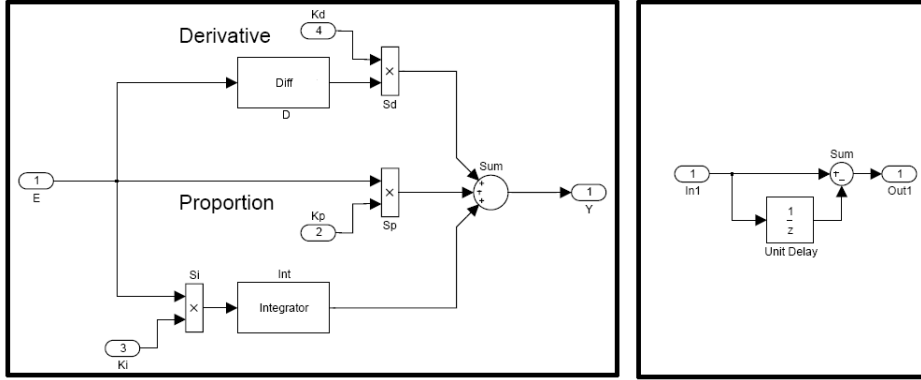 Kd
4
Derivative
Diff
D
×
Sd
1
E
Sum
+
+
+
1
Y
×
Sp
Proportion
Kp
2
Si
×
Int
Integrator
3
Ki
1
In1
Sum
+
−
1
Out1
1
z
Unit Delay